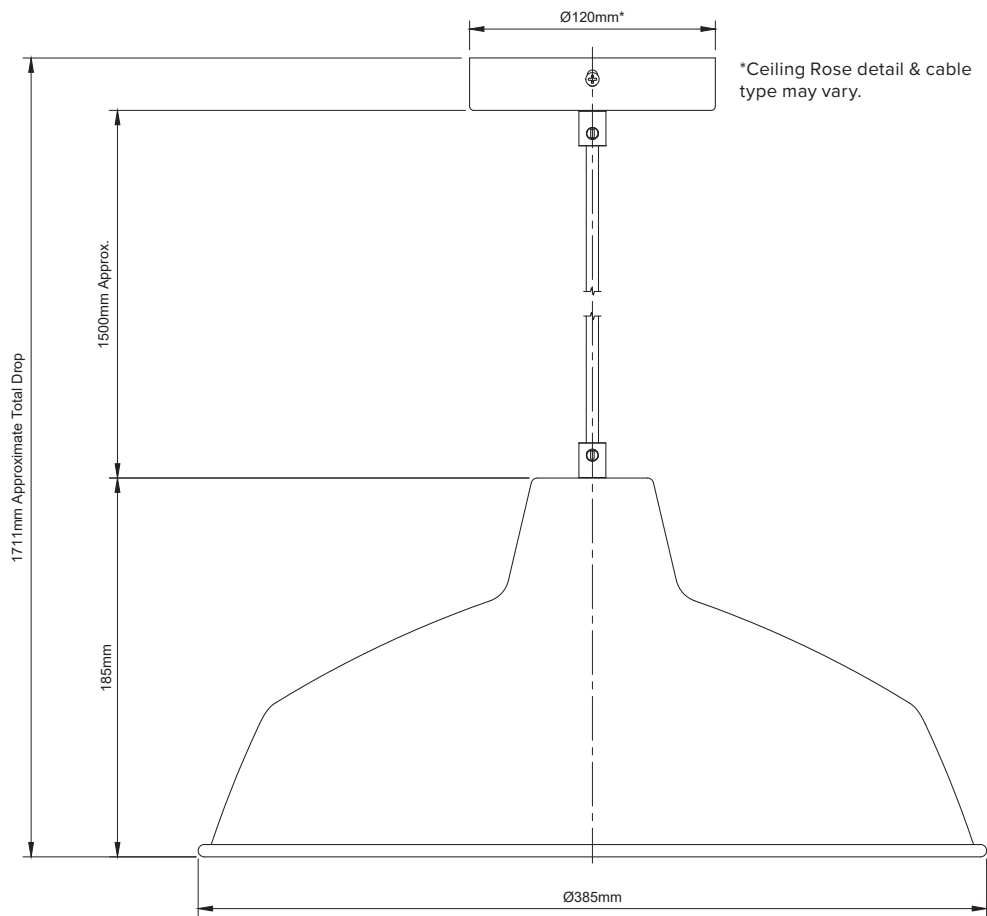 Ø120mm*
*Ceiling Rose detail & cable
type may vary.
1500mm Approx.
1711mm Approximate Total Drop
185mm
Ø385mm